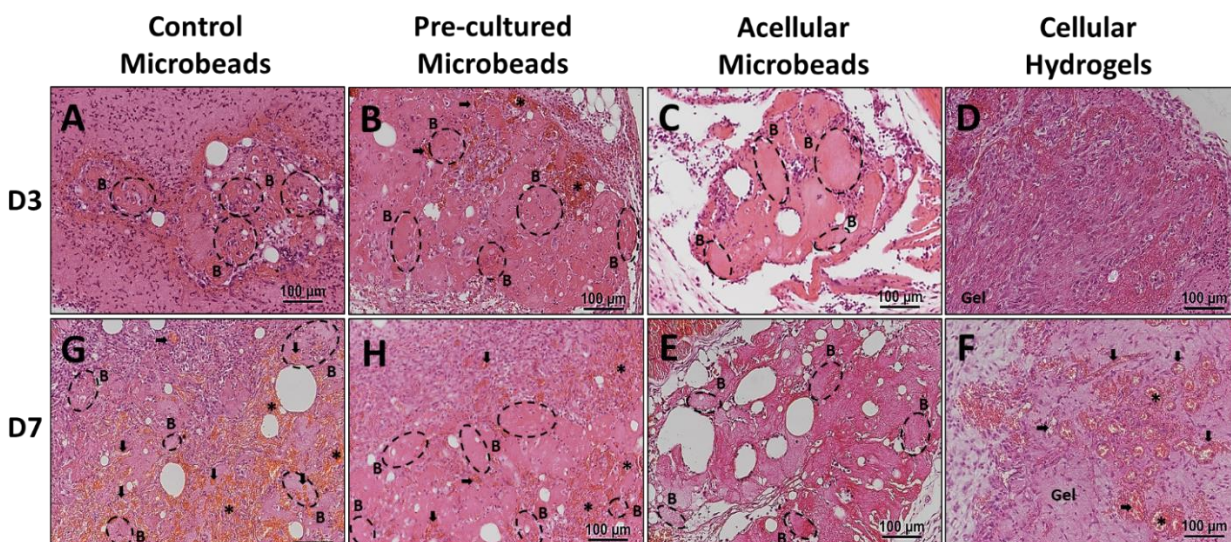 Control Microbeads
Pre-cultured Microbeads
Acellular Microbeads
Cellular Hydrogels
D3
A
B
B
B
B
100 µm
B
B
B
B
B
B
100 µm
C
B
B
B
B
100 µm
D
Gel
100 µm
D7
G
B
B
B
B
B
H
B
B
B
B
B
B
100 µm
E
B
B
B
B
B
100 µm
F
Gel
100 µm